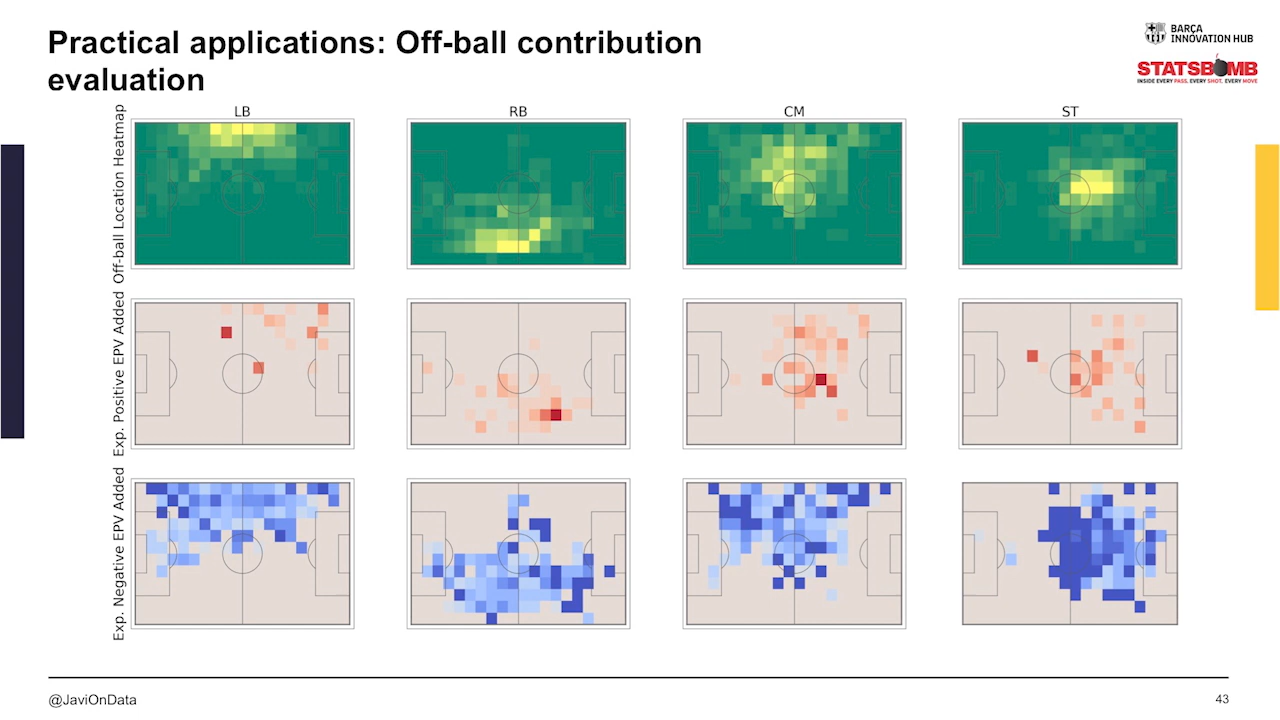 Practical applications: Off-ball contribution
evaluation
BARÇA
INNOVATION HUB
STATSBOMB
INSIDE EVERY PASS, EVERY SHOT, EVERY MOVE
LB
RB
CM
ST
Off-ball Location Heatmap
Exp. Positive EPV Added
Exp. Negative EPV Added
@JaviOnData
43